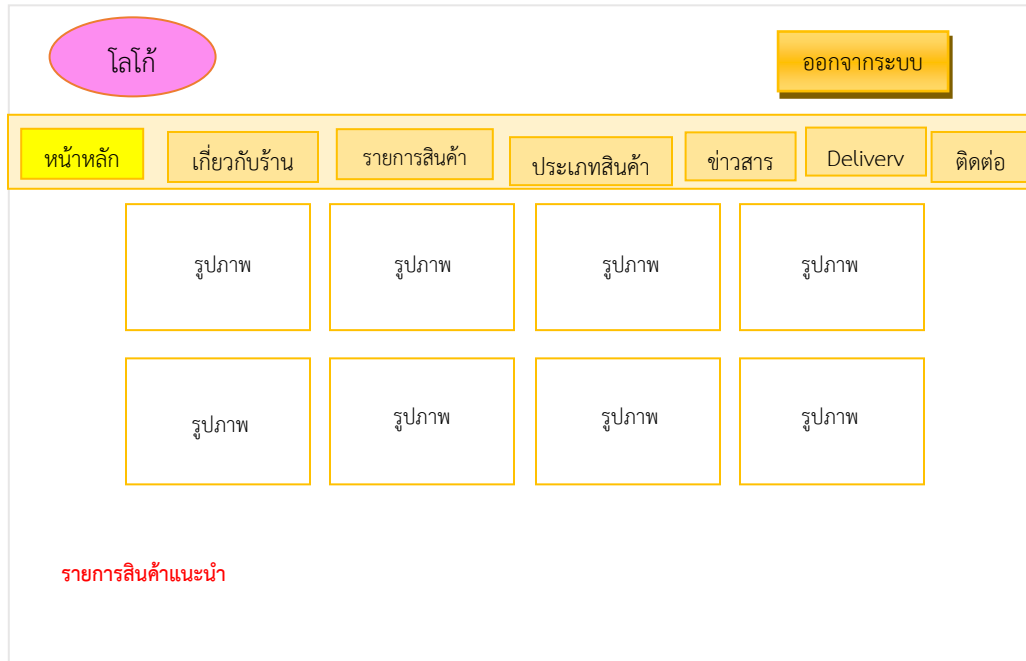 โลโก้
ออกจากระบบ
หน้าหลัก
เกี่ยวกับร้าน
รายการสินค้า
ประเภทสินค้า
ข่าวสาร
Delivery
ติดต่อ
รูปภาพ
รูปภาพ
รูปภาพ
รูปภาพ
รูปภาพ
รูปภาพ
รูปภาพ
รูปภาพ
รายการสินค้าแนะนำ